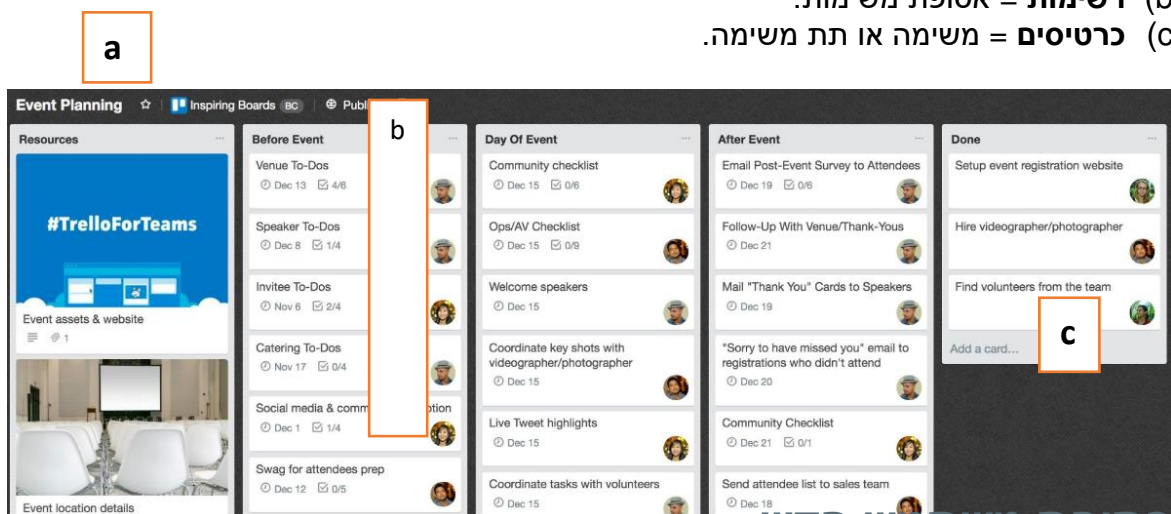 b) רשימות = אסופת משימות.
c) כרטיסים = משימה או תת משימה.
a
Event Planning Inspiring Boards BC Publ
b
Resources
#TrelloForTeams
Event assets & website
1
Event location details
Before Event
Venue To-Dos
Dec 13 4/6
Speaker To-Dos
Dec 8 1/4
Invitee To-Dos
Nov 6 2/4
Catering To-Dos
Nov 17 0/4
Social media & comm otion
Dec 1 1/4
Swag for attendees prep
Dec 12 0/5
Day Of Event
Community checklist
Dec 15 0/6
Ops/AV Checklist
Dec 15 0/9
Welcome speakers
Dec 15
Coordinate key shots with
videographer/photographer
Dec 15
Live Tweet highlights
Dec 15
Coordinate tasks with volunteers
Dec 15
After Event
Email Post-Event Survey to Attendees
Dec 19 0/6
Follow-Up With Venue/Thank-Yous
Dec 21
Mail "Thank You" Cards to Speakers
Dec 19
"Sorry to have missed you" email to
registrations who didn't attend
Dec 20
Community Checklist
Dec 21 0/1
Send attendee list to sales team
Dec 18
Done
Setup event registration website
Hire videographer/photographer
Find volunteers from the team
Add a card...
c